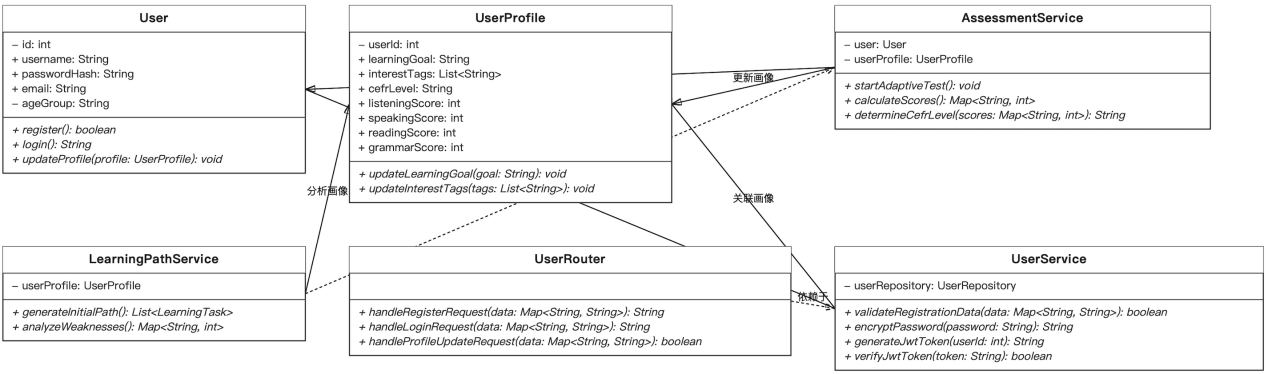 User
− id: int
+ username: String
+ passwordHash: String
+ email: String
− ageGroup: String
+ register(): boolean
+ login(): String
+ updateProfile(profile: UserProfile): void
UserProfile
− userId: int
+ learningGoal: String
+ interestTags: List<String>
+ cefrLevel: String
+ listeningScore: int
+ speakingScore: int
+ readingScore: int
+ grammarScore: int
+ updateLearningGoal(goal: String): void
+ updateInterestTags(tags: List<String>): void
AssessmentService
− user: User
− userProfile: UserProfile
+ startAdaptiveTest(): void
+ calculateScores(): Map<String, int>
+ determineCefrLevel(scores: Map<String, int>): String
更新画像
分析画像
关联画像
LearningPathService
− userProfile: UserProfile
+ generateInitialPath(): List<LearningTask>
+ analyzeWeaknesses(): Map<String, int>
UserRouter
+ handleRegisterRequest(data: Map<String, String>): String
+ handleLoginRequest(data: Map<String, String>): String
+ handleProfileUpdateRequest(data: Map<String, String>): boolean
依赖于
UserService
− userRepository: UserRepository
+ validateRegistrationData(data: Map<String, String>): boolean
+ encryptPassword(password: String): String
+ generateJwtToken(userId: int): String
+ verifyJwtToken(token: String): boolean